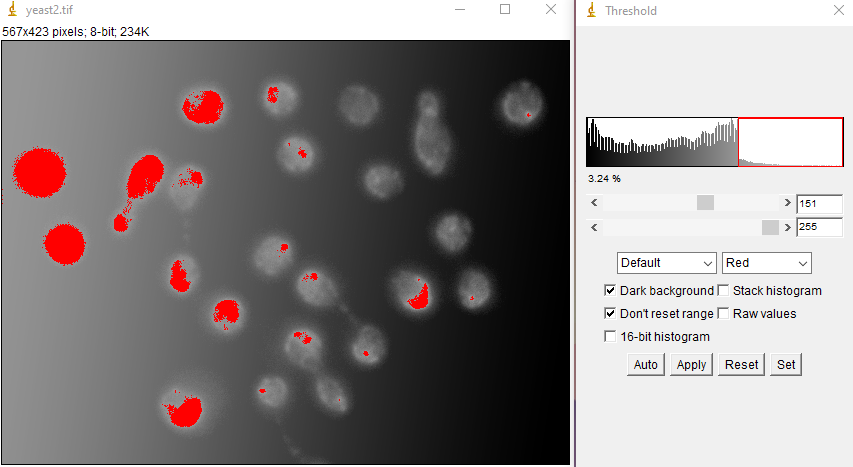 yeast2.tif
567x423 pixels; 8-bit; 234K
Threshold
3.24 %
151
255
Default
Red
Dark background
Stack histogram
Don't reset range
Raw values
16-bit histogram
Auto
Apply
Reset
Set